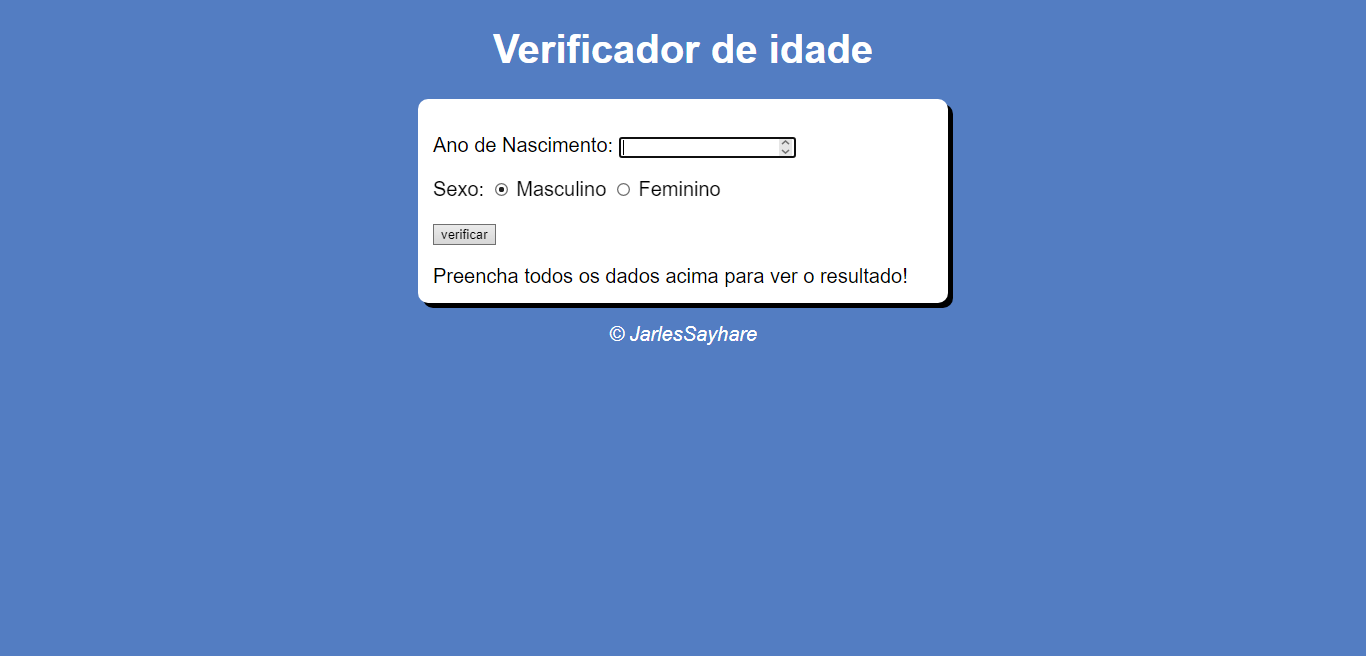 Verificador de idade
Ano de Nascimento:
Sexo: Masculino Feminino
verificar
Preencha todos os dados acima para ver o resultado!
© JarlesSayhare